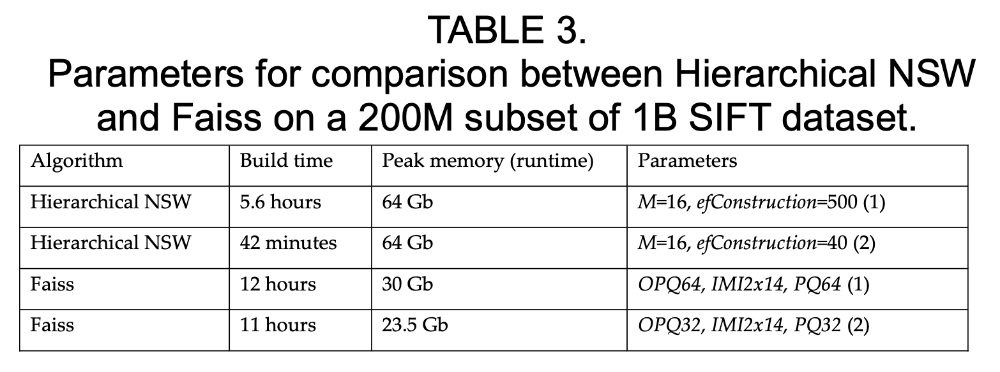 TABLE 3.
Parameters for comparison between Hierarchical NSW
and Faiss on a 200M subset of 1B SIFT dataset.
Algorithm Build time Peak memory (runtime) Parameters
Hierarchical NSW 5.6 hours 64 Gb M=16, efConstruction=500 (1)
Hierarchical NSW 42 minutes 64 Gb M=16, efConstruction=40 (2)
Faiss 12 hours 30 Gb OPQ64, IMI2x14, PQ64 (1)
Faiss 11 hours 23.5 Gb OPQ32, IMI2x14, PQ32 (2)